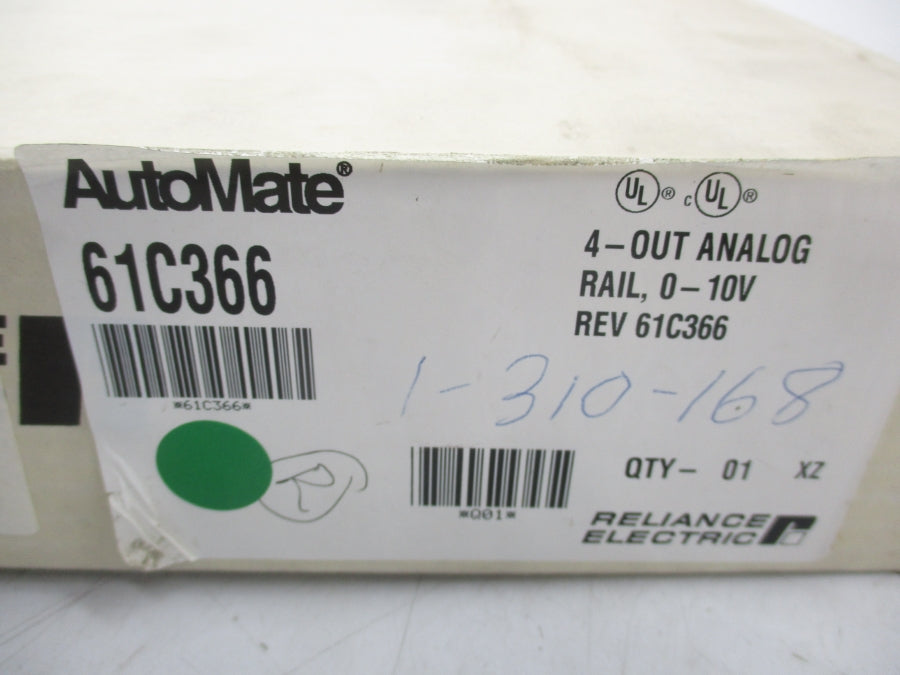 AutoMate®
61C366
*61C366*
UL® c UL®
4-OUT ANALOG
RAIL, 0-10V
REV 61C366
1-310-168
R
QTY- 01 XZ
*Q01*
RELIANCE
ELECTRIC
E